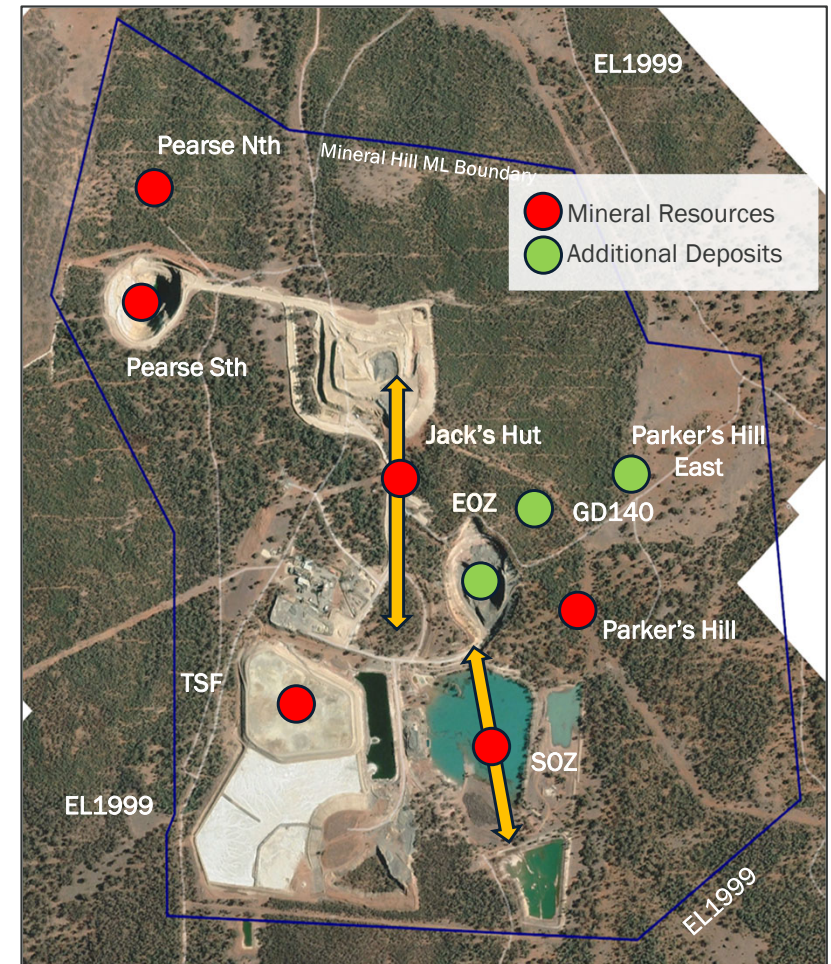 EL1999
Pearse Nth
Mineral Hill ML Boundary
Mineral Resources
Additional Deposits
Pearse Sth
Jack's Hut
Parker's Hill
East
EOZ
GD140
Parker's Hill
TSF
SOZ
EL1999
EL1999